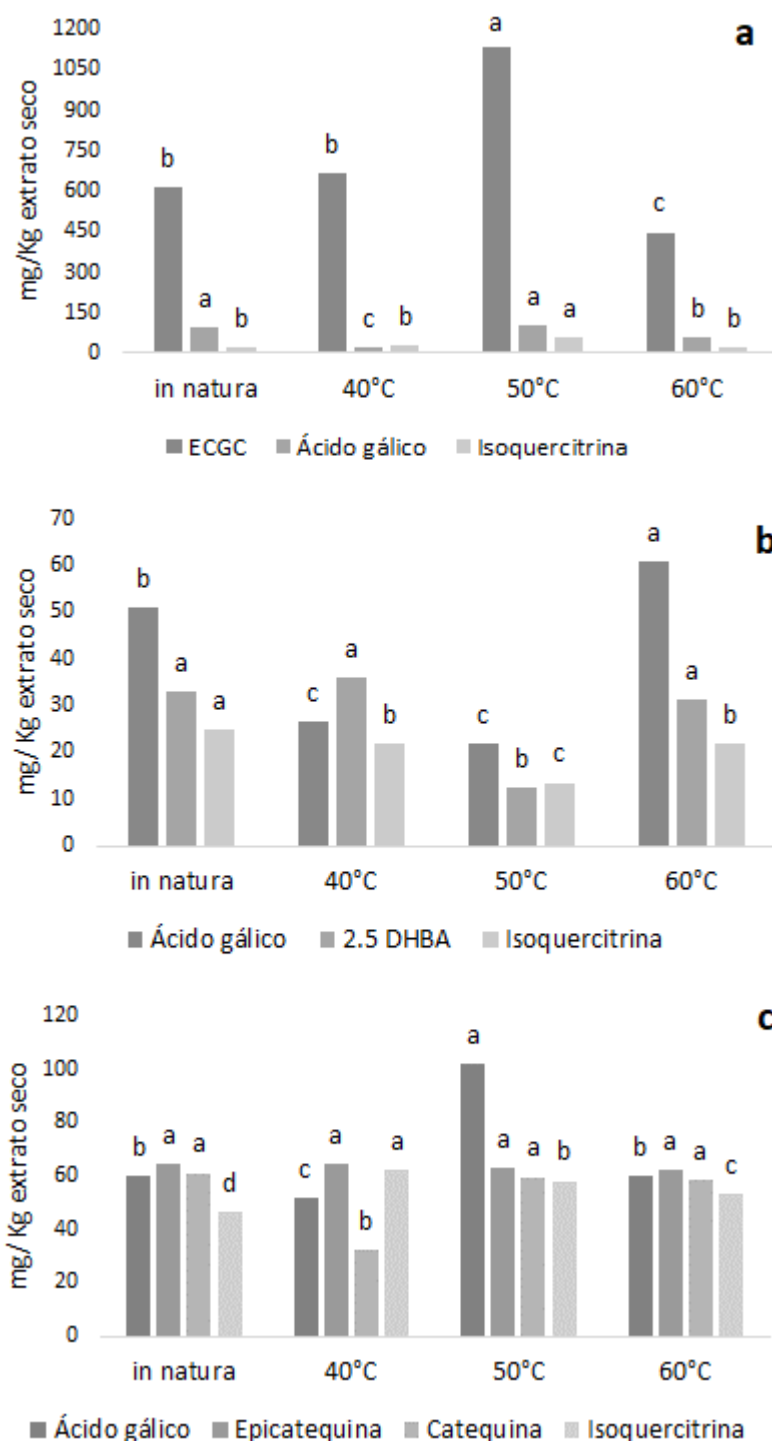 a
mg/Kg extrato seco
1200
1050
900
750
600
450
300
150
0
b a b
b c b
a a a
c b b
in natura 40°C 50°C 60°C
ECGC Ácido gálico Isoquercitrina
b
mg/Kg extrato seco
70
60
50
40
30
20
10
0
b a a
c a b
c b c
a a b
in natura 40°C 50°C 60°C
Ácido gálico 2.5 DHBA Isoquercitrina
c
mg/Kg extrato seco
120
100
80
60
40
20
0
b a a d
c a b a
a a a b
b a a c
in natura 40°C 50°C 60°C
Ácido gálico Epicatequina Catequina Isoquercitrina